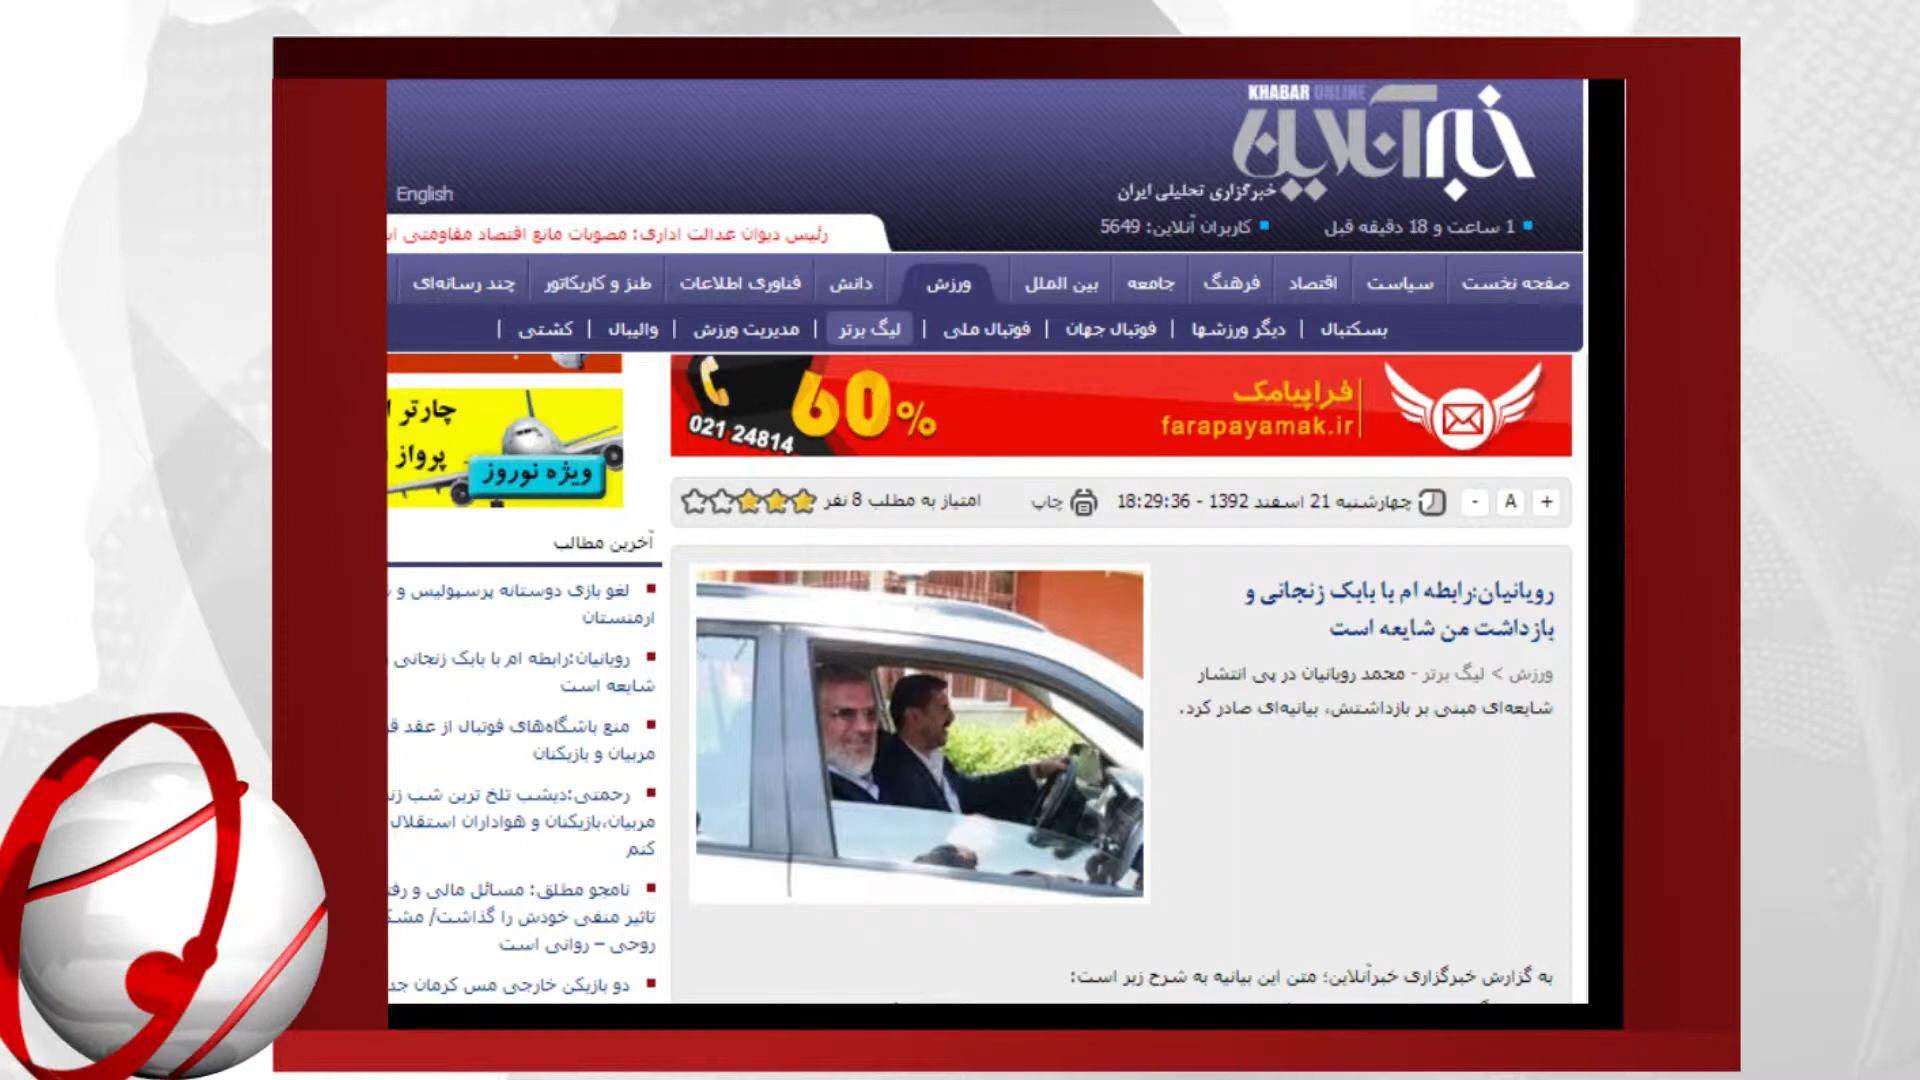 KHABAR ONLINE
خبرآنلاین
خبرگزاری تحلیلی ایران
English
1 ساعت و 18 دقیقه قبل
کاربران آنلاین: 5649
رئیس دیوان عدالت اداری: مصوبات مانع اقتصاد مقاومتی
صفحه نخست
سیاست
اقتصاد
فرهنگ
جامعه
بین الملل
ورزش
دانش
فناوری اطلاعات
طنز و کاریکاتور
چند رسانه‌ای
بسکتبال | دیگر ورزشها | فوتبال جهان | فوتبال ملی | لیگ برتر | مدیریت ورزش | والیبال | کشتی |
فراپیامک
farapayamak.ir
60%
021 24814
چارتر
پرواز
ویژه نوروز
+ A -
چهارشنبه 21 اسفند 1392 - 18:29:36
چاپ
امتیاز به مطلب 8 نفر
رویانیان:رابطه ام با بابک زنجانی و
بازداشت من شایعه است
ورزش > لیگ برتر - محمد رویانیان در پی انتشار
شایعه‌ای مبنی بر بازداشتش، بیانیه‌ای صادر کرد.
به گزارش خبرگزاری خبرآنلاین؛ متن این بیانیه به شرح زیر است:
آخرین مطالب
لغو بازی دوستانه پرسپولیس و
ارمنستان
رویانیان:رابطه ام با بابک زنجانی
شایعه است
منع باشگاه‌های فوتبال از عقد
مربیان و بازیکنان
رحمتی:دیشب تلخ ترین شب
مربیان،بازیکنان و هواداران استقلال
کنم
نامجو مطلق: مسائل مالی و
تاثیر منفی خودش را گذاشت/
روحی – روانی است
دو بازیکن خارجی مس کرمان